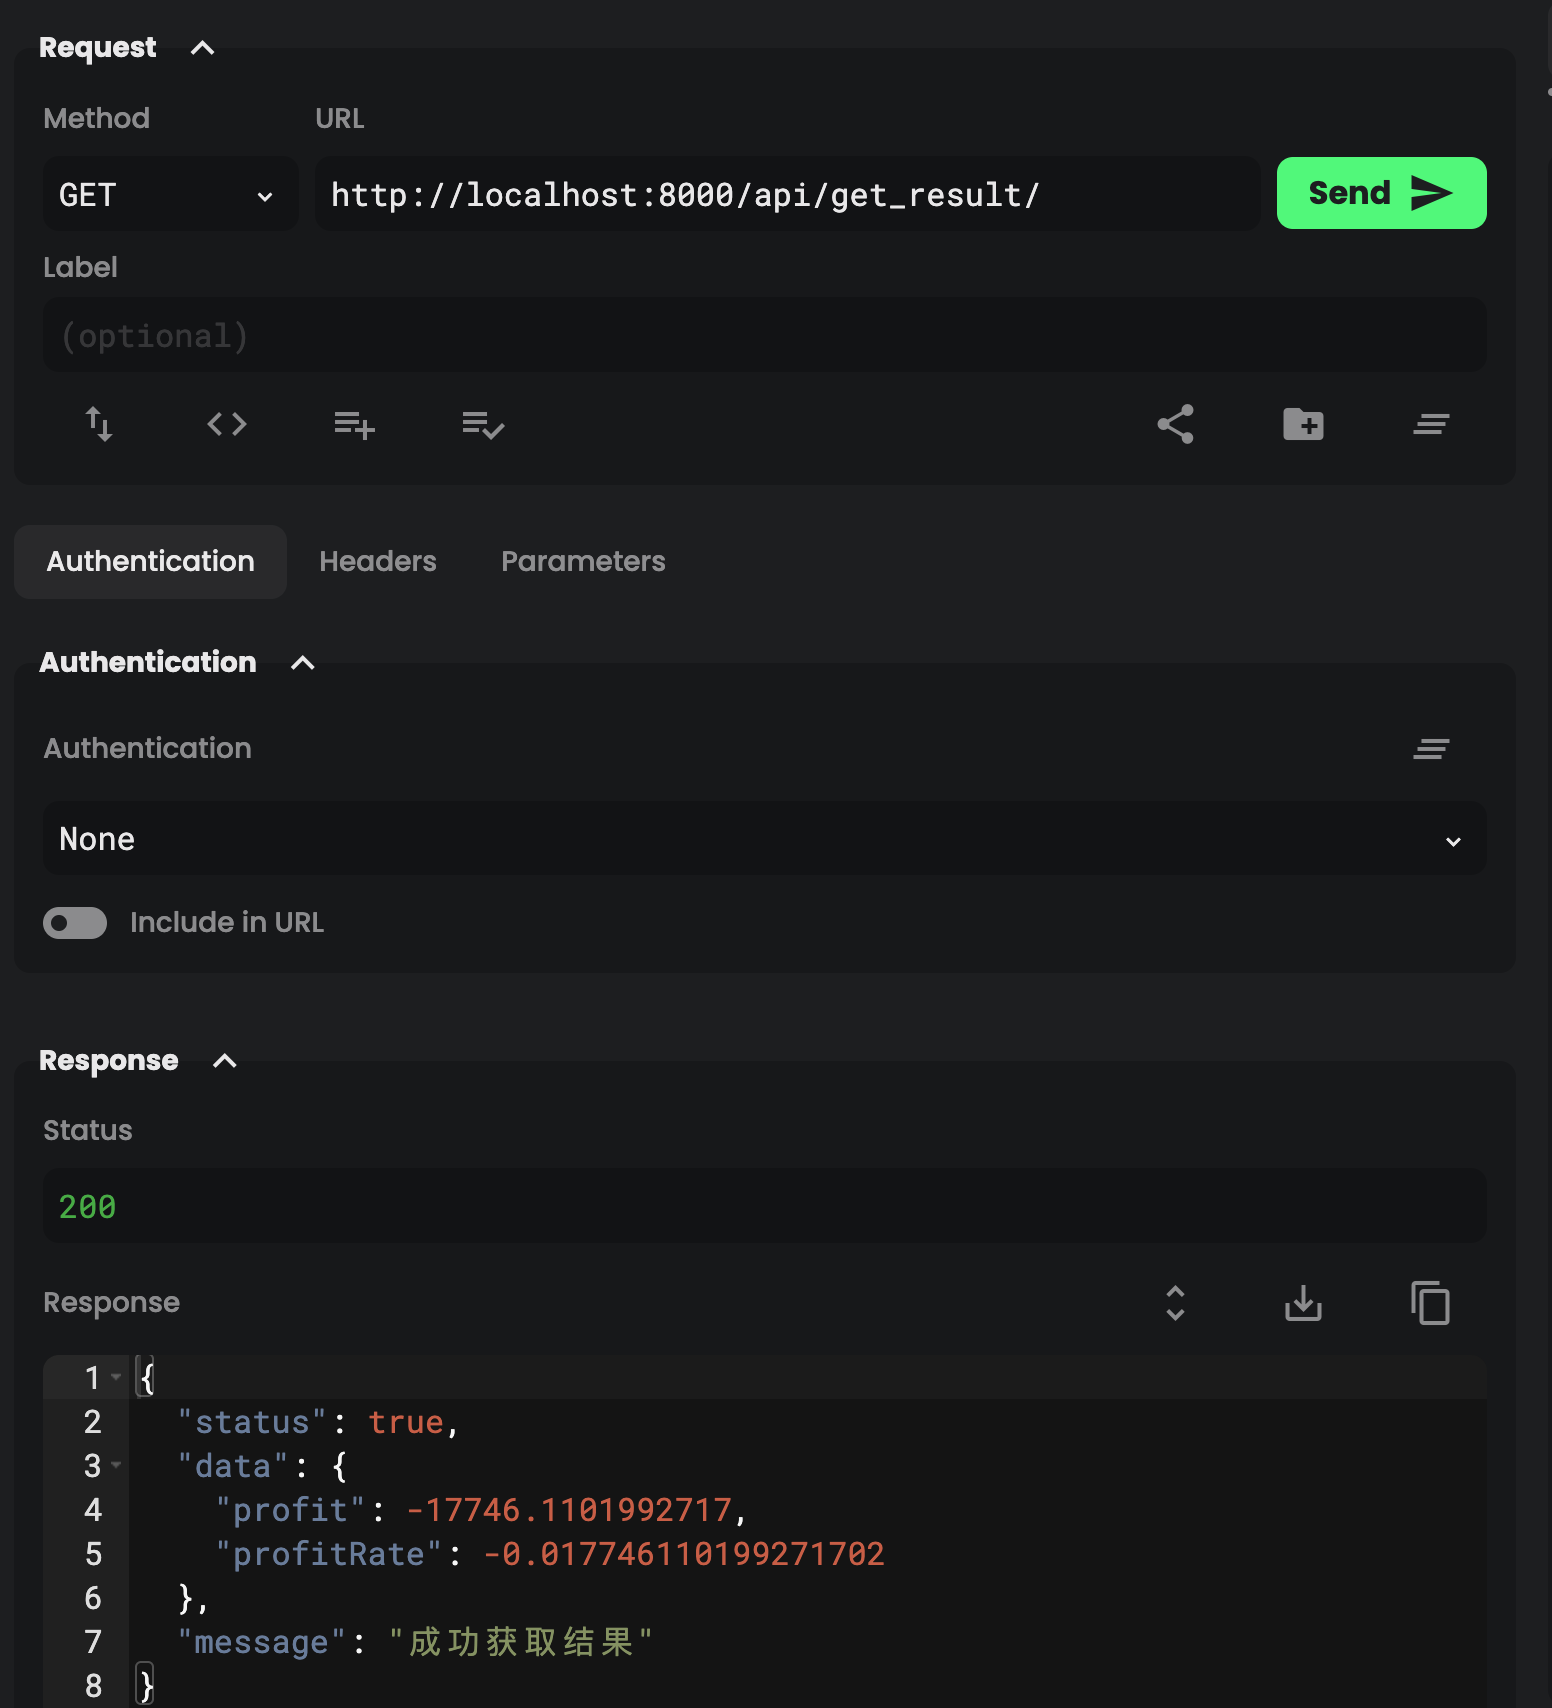 Request
Method URL
GET http://localhost:8000/api/get_result/ Send
Label
(optional)
Authentication Headers Parameters
Authentication
Authentication
None
Include in URL
Response
Status
200
Response
1 {
2 "status": true,
3 "data": {
4 "profit": -17746.1101992717,
5 "profitRate": -0.017746110199271702
6 },
7 "message": "成功获取结果"
8 }